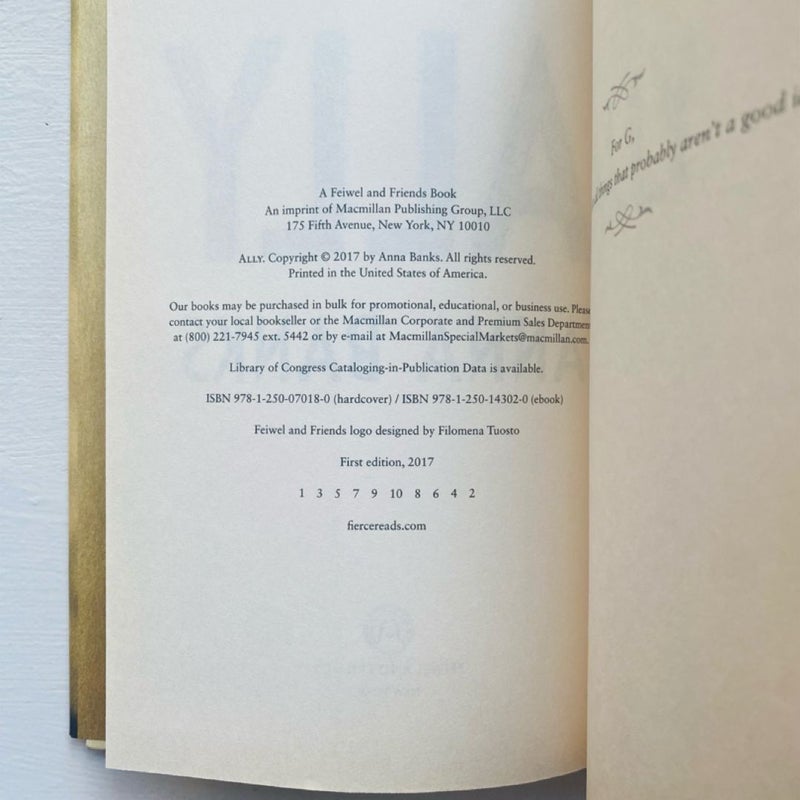 A Feiwel and Friends Book
An imprint of Macmillan Publishing Group, LLC
175 Fifth Avenue, New York, NY 10010
ALLY. Copyright © 2017 by Anna Banks. All rights reserved.
Printed in the United States of America.
Our books may be purchased in bulk for promotional, educational, or business use. Please
contact your local bookseller or the Macmillan Corporate and Premium Sales Department
at (800) 221-7945 ext. 5442 or by e-mail at MacmillanSpecialMarkets@macmillan.com.
Library of Congress Cataloging-in-Publication Data is available.
ISBN 978-1-250-07018-0 (hardcover) / ISBN 978-1-250-14302-0 (ebook)
Feiwel and Friends logo designed by Filomena Tuosto
First edition, 2017
1 3 5 7 9 10 8 6 4 2
fiercereads.com
For G,
things that probably aren't a good